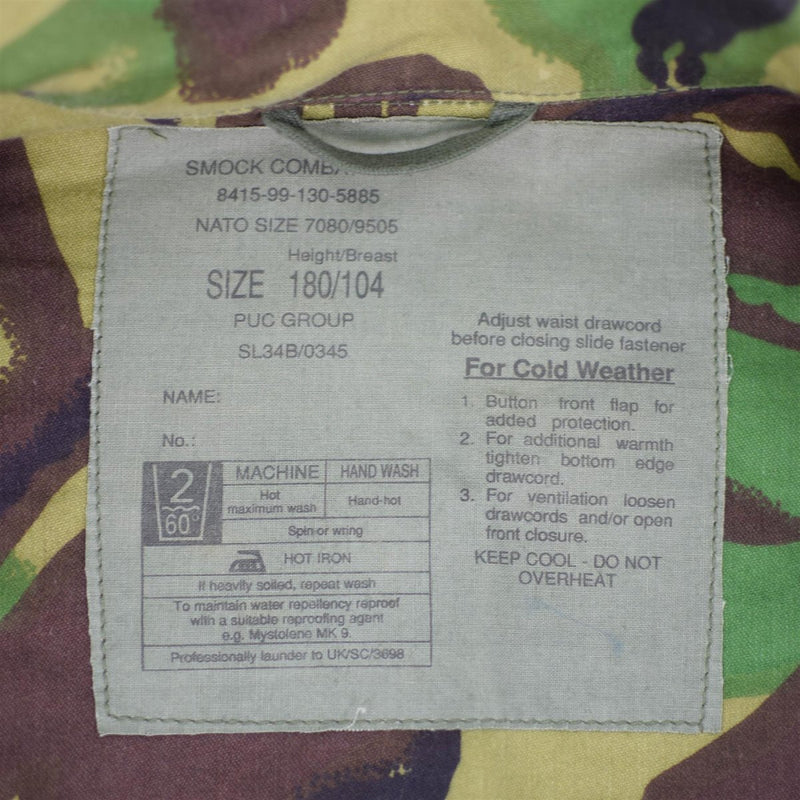 SMOCK COMBA
8415-99-130-5885
NATO SIZE 7080/9505
Height/Breast
SIZE 180/104
PUC GROUP
SL34B/0345
NAME:
No.:
2
60°
MACHINE
HAND WASH
Hot
maximum wash
Hand-hot
Spin or wring
HOT IRON
If heavily soiled, repeat wash
To maintain water repellency reproof
with a suitable reproofing agent
e.g. Mystolene MK 9.
Professionally launder to UK/SC/3698
Adjust waist drawcord
before closing slide fastener
For Cold Weather
1. Button front flap for
added protection.
2. For additional warmth
tighten bottom edge
drawcord.
3. For ventilation loosen
drawcords and/or open
front closure.
KEEP COOL - DO NOT
OVERHEAT